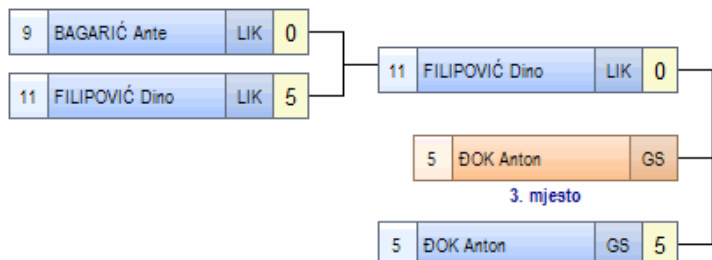 9 BAGARIĆ Ante LIK 0
11 FILIPOVIĆ Dino LIK 5
11 FILIPOVIĆ Dino LIK 0
5 ĐOK Anton GS
3. mjesto
5 ĐOK Anton GS 5